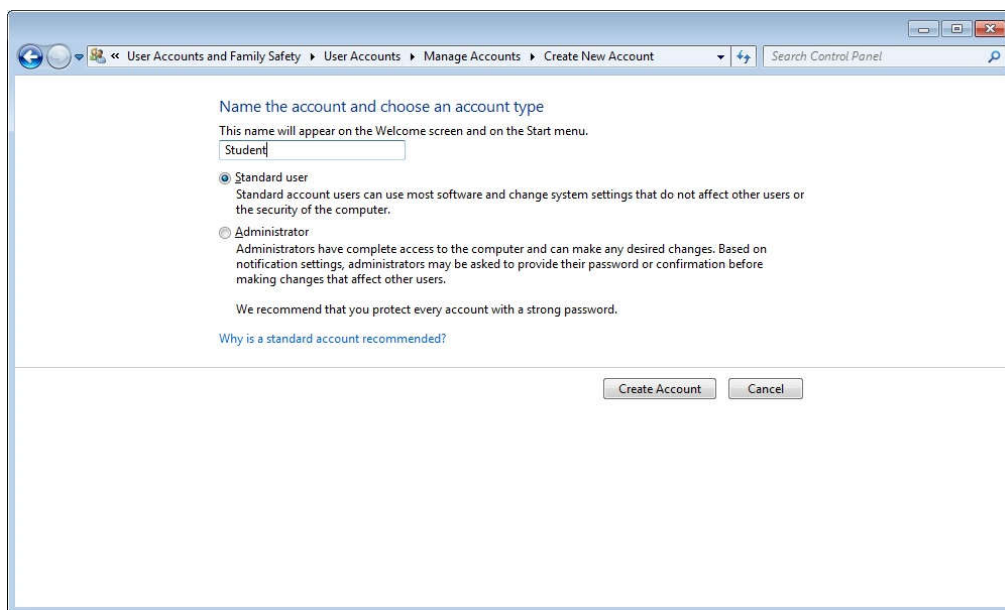 « User Accounts and Family Safety ▸ User Accounts ▸ Manage Accounts ▸ Create New Account
Search Control Panel
Name the account and choose an account type
This name will appear on the Welcome screen and on the Start menu.
Student
Standard user
Standard account users can use most software and change system settings that do not affect other users or
the security of the computer.
Administrator
Administrators have complete access to the computer and can make any desired changes. Based on
notification settings, administrators may be asked to provide their password or confirmation before
making changes that affect other users.
We recommend that you protect every account with a strong password.
Why is a standard account recommended?
Create Account
Cancel